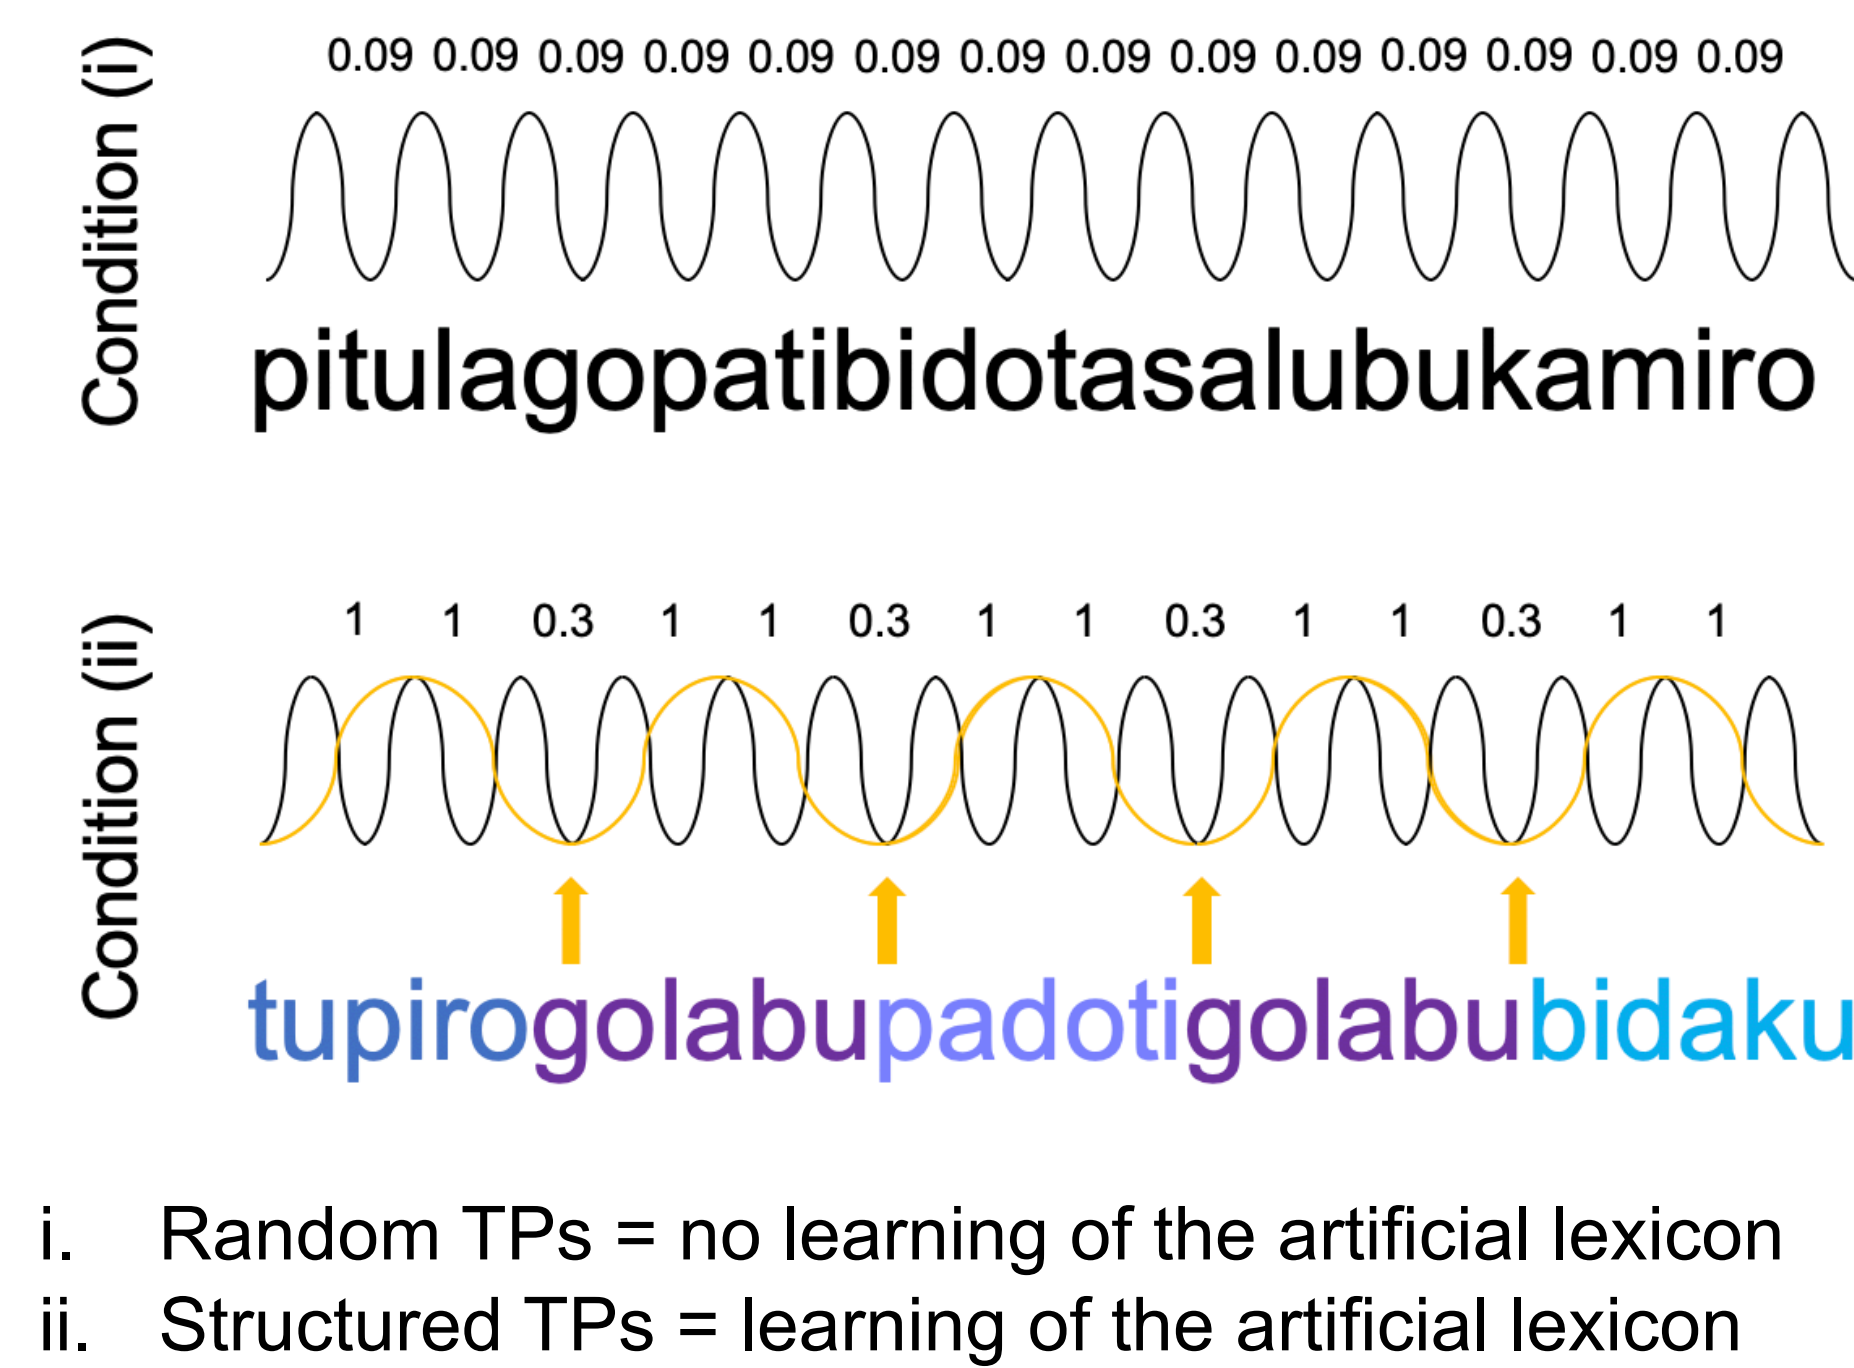 Condition (i)
0.09 0.09 0.09 0.09 0.09 0.09 0.09 0.09 0.09 0.09 0.09 0.09 0.09 0.09
pitulagopatibidotasalubukamiro
Condition (ii)
1 1 0.3 1 1 0.3 1 1 0.3 1 1 0.3 1 1
tupirogolabupadotigolabubidaku
i. Random TPs = no learning of the artificial lexicon
ii. Structured TPs = learning of the artificial lexicon